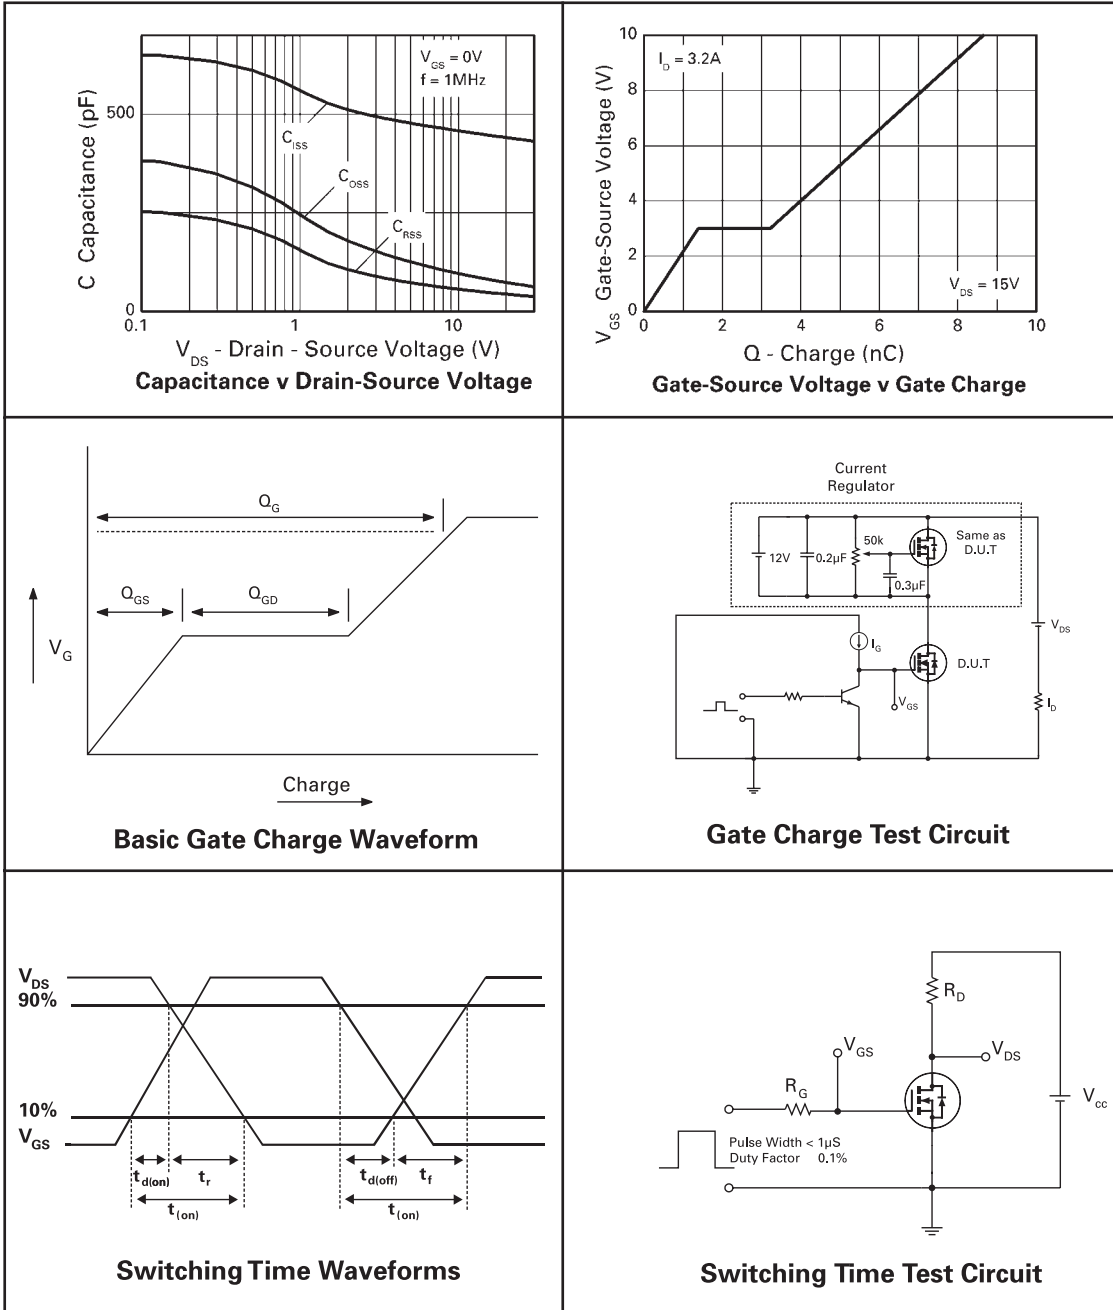 V_GS = 0V
f = 1MHz
500
0
C_ISS
C_OSS
C_RSS
C Capacitance (pF)
0.1 1 10
V_DS - Drain - Source Voltage (V)
Capacitance v Drain-Source Voltage
10
8
6
4
2
0
I_D = 3.2A
V_DS = 15V
V_GS Gate-Source Voltage (V)
0 2 4 6 8 10
Q - Charge (nC)
Gate-Source Voltage v Gate Charge
Q_G
Q_GS Q_GD
V_G
Charge
Basic Gate Charge Waveform
Current
Regulator
12V 0.2µF 50k 0.3µF
Same as
D.U.T
V_DS
I_G
D.U.T
V_GS
I_D
Gate Charge Test Circuit
V_DS
90%
10%
V_GS
t_d(on) t_r t_d(off) t_f
t_(on) t_(on)
Switching Time Waveforms
R_D
V_GS V_DS
R_G
V_cc
Pulse Width < 1µS
Duty Factor 0.1%
Switching Time Test Circuit